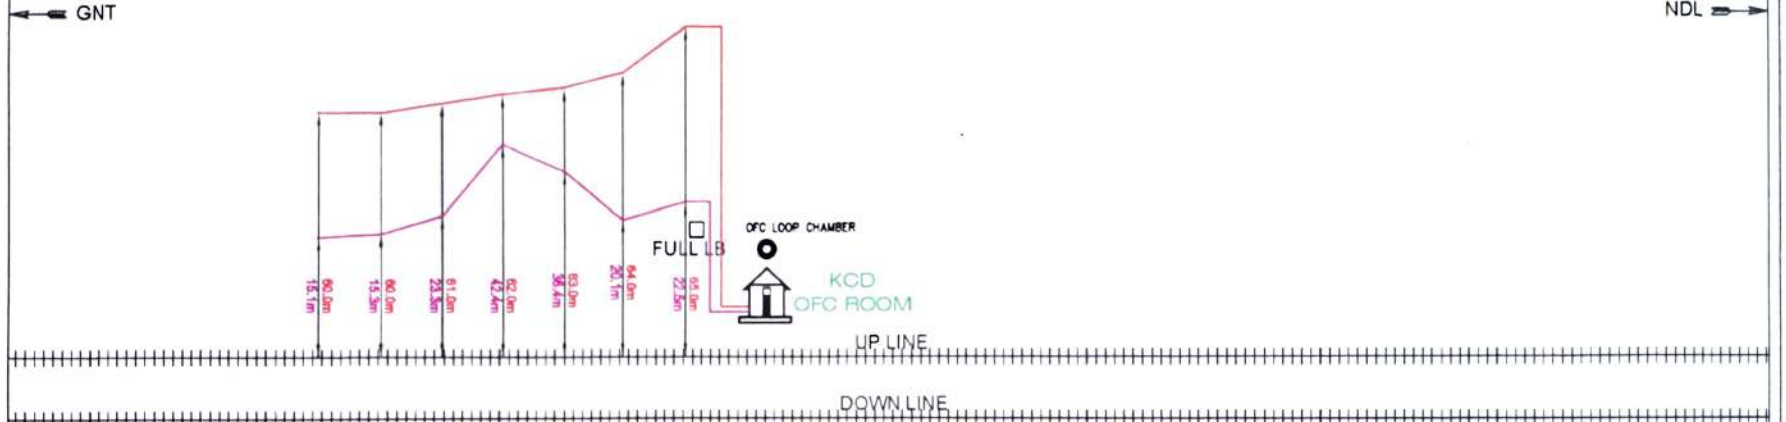 GNT
NDL
OFC LOOP CHAMBER
FULL LB
KCD
OFC ROOM
60.0m
15.1m
60.0m
15.3m
61.0m
23.3m
62.0m
42.4m
63.0m
64.0m
20.1m
65.0m
22.5m
UP LINE
DOWN LINE